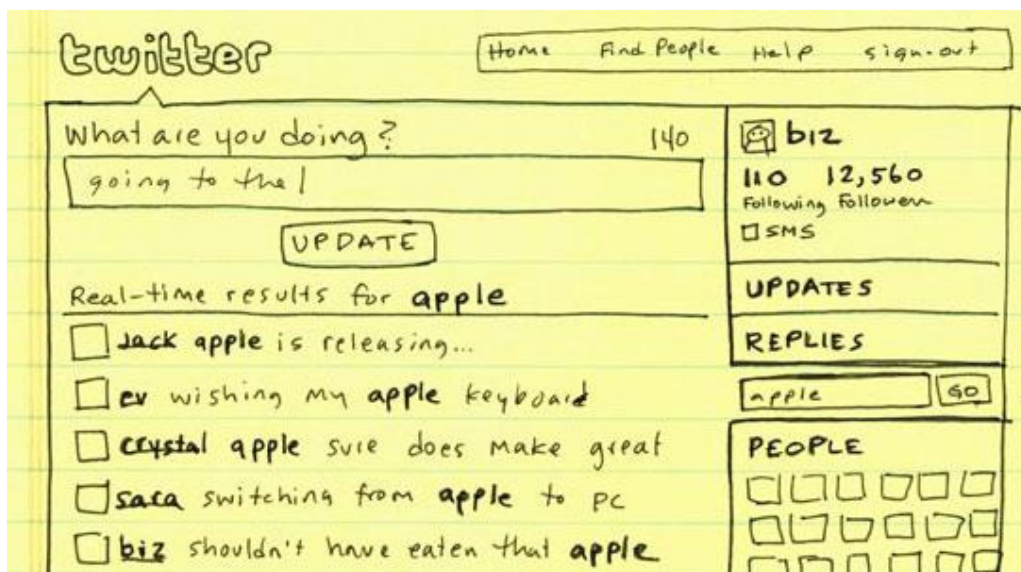 twitter
Home Find People Help sign-out
What are you doing? 140
going to the
UPDATE
Real-time results for apple
Jack apple is releasing...
ev wishing my apple keyboard
crystal apple sure does make great
sara switching from apple to PC
biz shouldn't have eaten that apple
biz
110 12,560
Following Followers
SMS
UPDATES
REPLIES
apple GO
PEOPLE